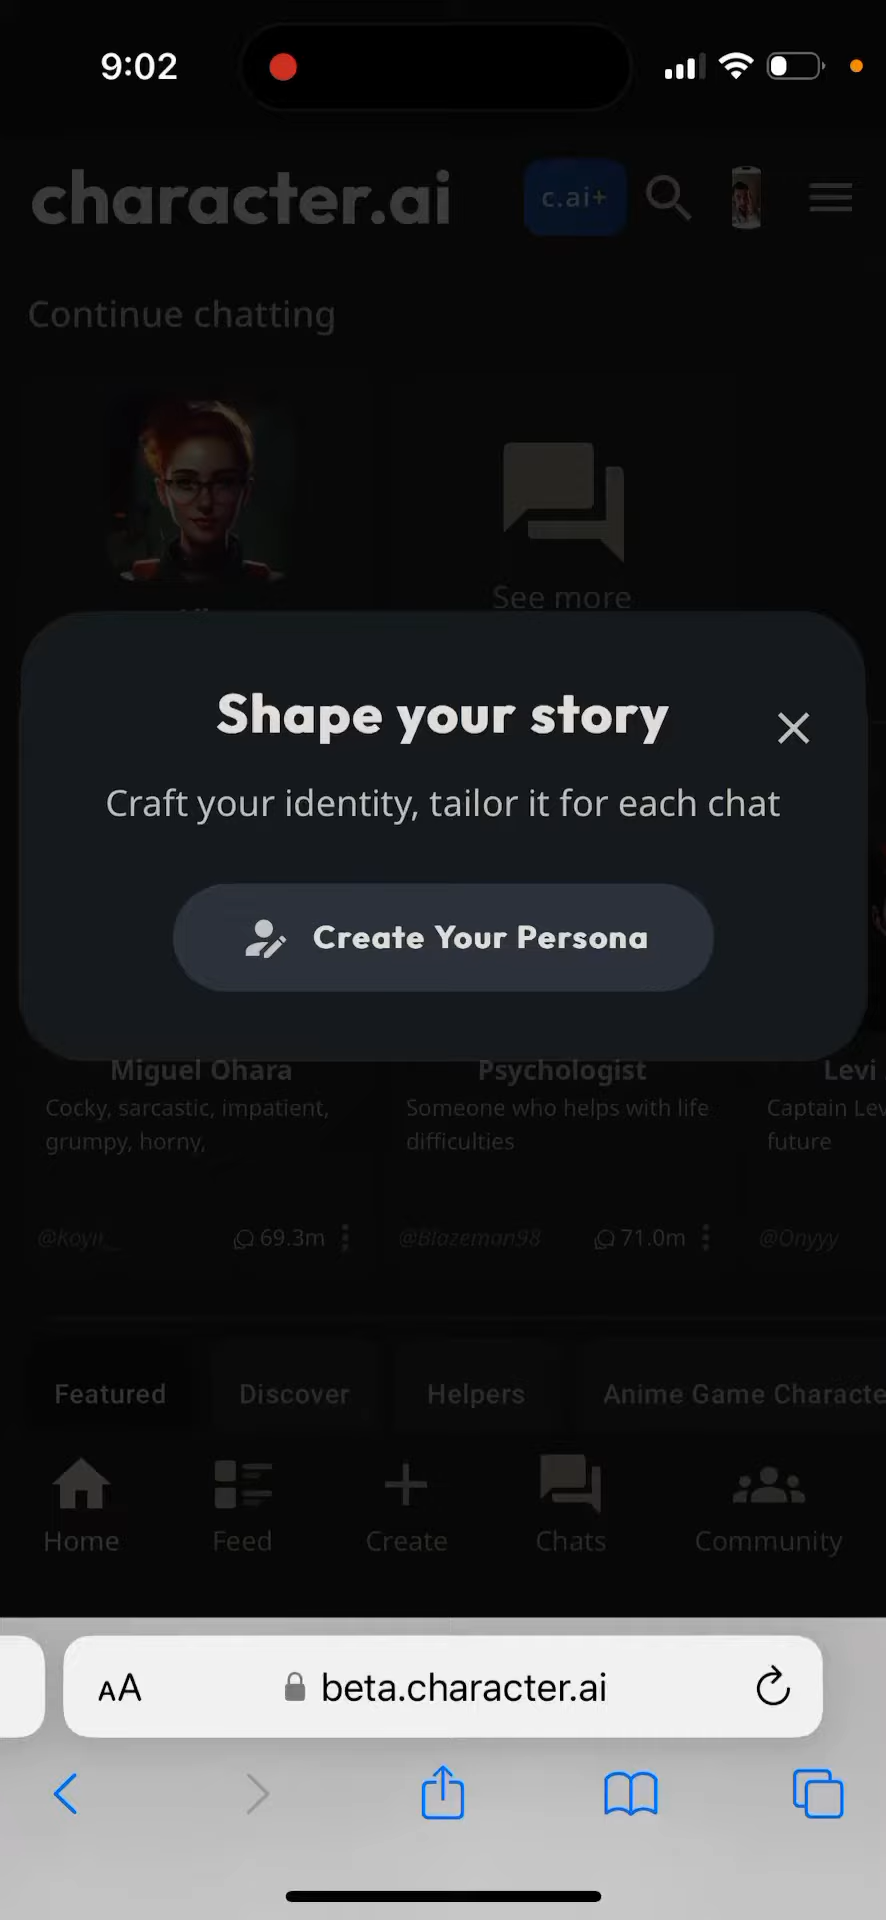 9:02
character.ai
c.ai+
Continue chatting
See more
Shape your story
Craft your identity, tailor it for each chat
Create Your Persona
Miguel Ohara
Psychologist
Levi
Cocky, sarcastic, impatient,
grumpy, horny,
Someone who helps with life
difficulties
Captain Lev
future
69.3m
@Blazeman98
71.0m
@Onyyy
Featured
Discover
Helpers
Anime Game Characte
Home
Feed
Create
Chats
Community
AA
beta.character.ai